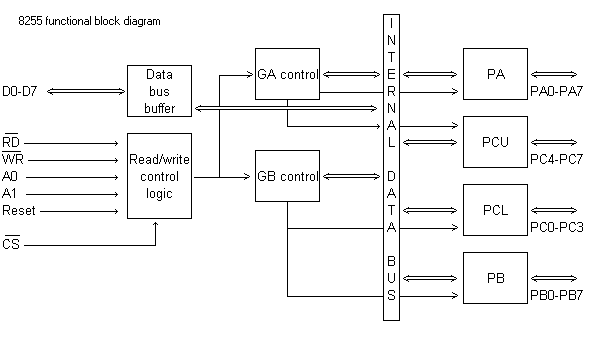 8255 functional block diagram
D0-D7
Data
bus
buffer
GA control
INTERNAL DATA BUS
PA
PA0-PA7
RD
WR
A0
A1
Reset
CS
Read/write
control
logic
GB control
PCU
PC4-PC7
PCL
PC0-PC3
PB
PB0-PB7